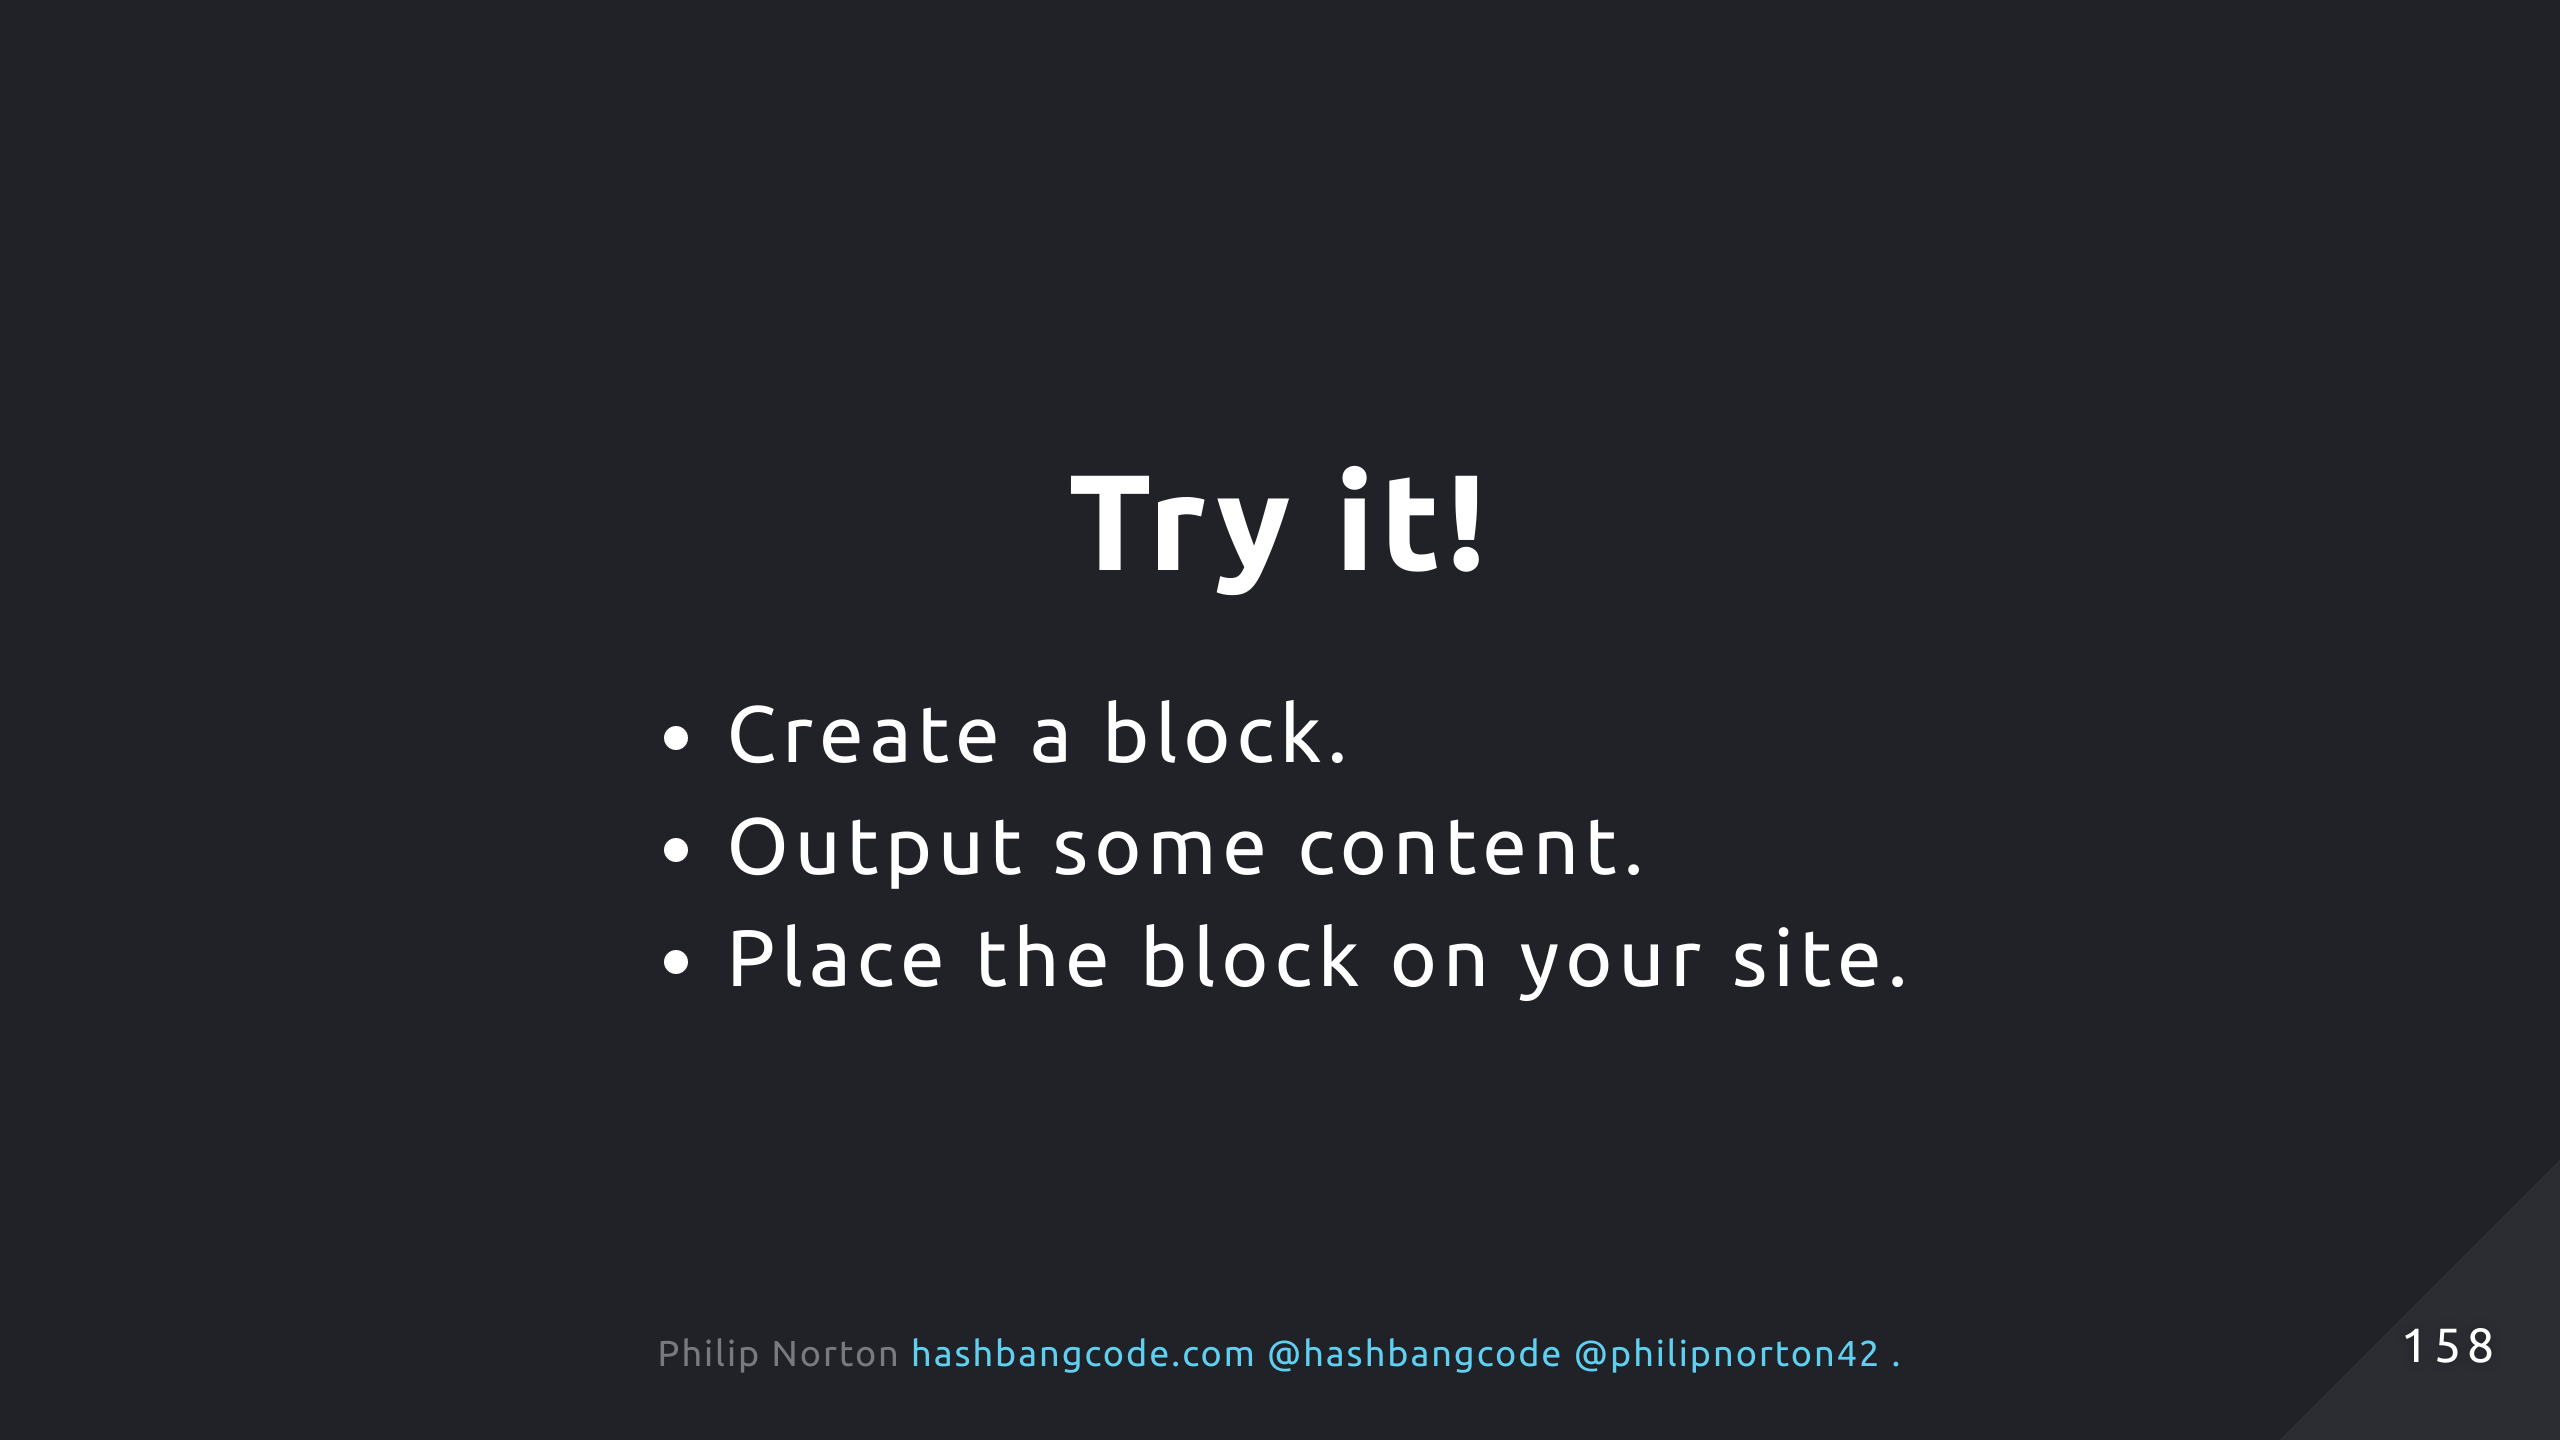 Try it!
• Create a block.
• Output some content.
• Place the block on your site.
Philip Norton hashbangcode.com @hashbangcode @philipnorton42 .
158